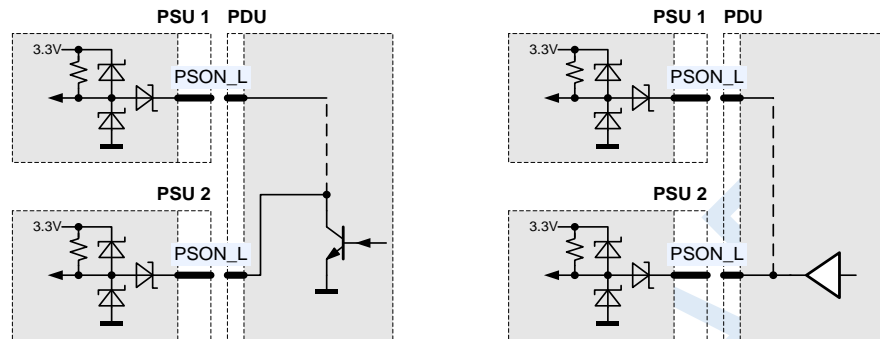 PSU 1 PDU
3.3V
PSON_L
PSU 2
3.3V
PSON_L
PSU 1 PDU
3.3V
PSON_L
PSU 2
3.3V
PSON_L